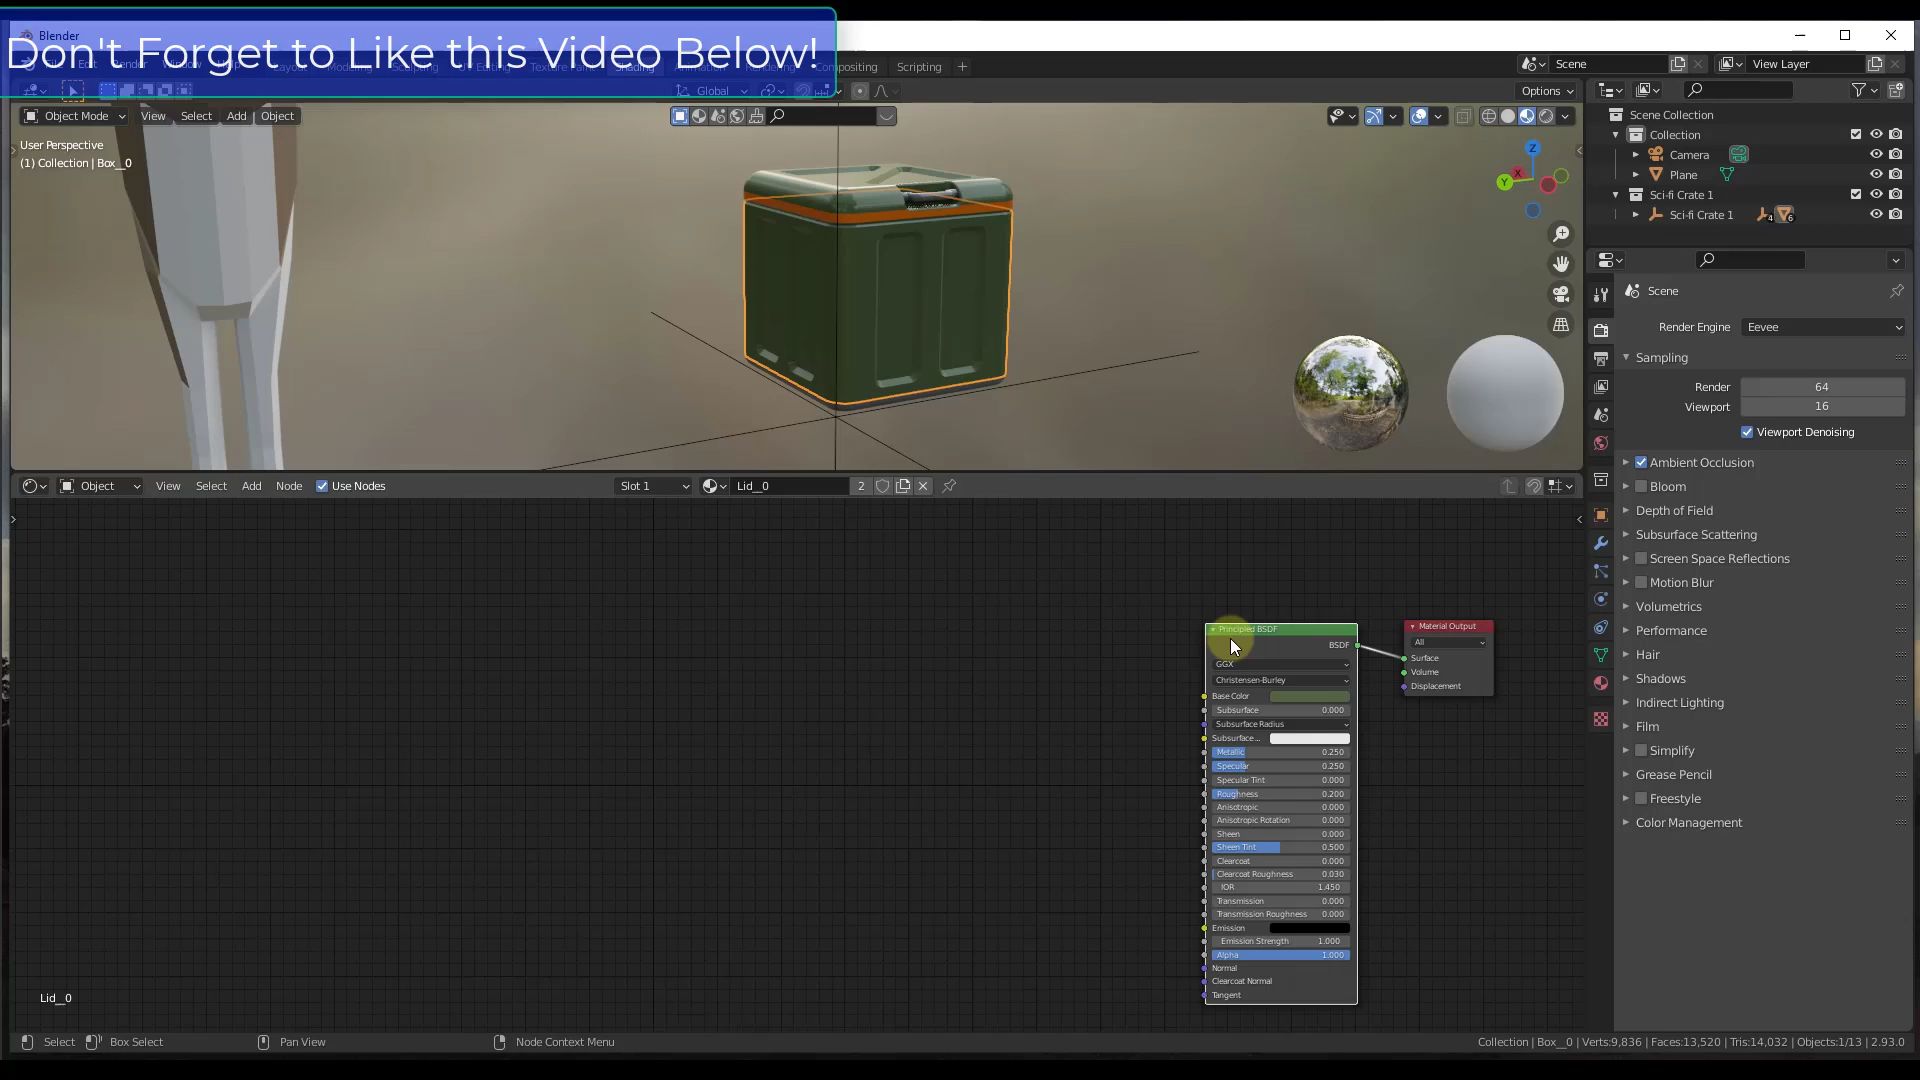 Blender
Don't Forget to Like this Video Below!
Compositing
Scripting
Scene
View Layer
Global
Options
Object Mode
View
Select
Add
Object
User Perspective
(1) Collection | Box__0
Z
X
Y
Scene Collection
Collection
Camera
Plane
Sci-fi Crate 1
Sci-fi Crate 1
4
6
Scene
Render Engine
Eevee
Sampling
Render
64
Viewport
16
Viewport Denoising
Ambient Occlusion
Bloom
Depth of Field
Subsurface Scattering
Screen Space Reflections
Motion Blur
Volumetrics
Performance
Hair
Shadows
Indirect Lighting
Film
Simplify
Grease Pencil
Freestyle
Color Management
Object
View
Select
Add
Node
Use Nodes
Slot 1
Lid__0
2
Principled BSDF
BSDF
GGX
Christensen-Burley
Base Color
Subsurface 0.000
Subsurface Radius
Subsurface...
Metallic 0.250
Specular 0.250
Specular Tint 0.000
Roughness 0.200
Anisotropic 0.000
Anisotropic Rotation 0.000
Sheen 0.000
Sheen Tint 0.500
Clearcoat 0.000
Clearcoat Roughness 0.030
IOR 1.450
Transmission 0.000
Transmission Roughness 0.000
Emission
Emission Strength 1.000
Alpha 1.000
Normal
Clearcoat Normal
Tangent
Material Output
All
Surface
Volume
Displacement
Lid__0
Select
Box Select
Pan View
Node Context Menu
Collection | Box__0 | Verts:9,836 | Faces:13,520 | Tris:14,032 | Objects:1/13 | 2.93.0